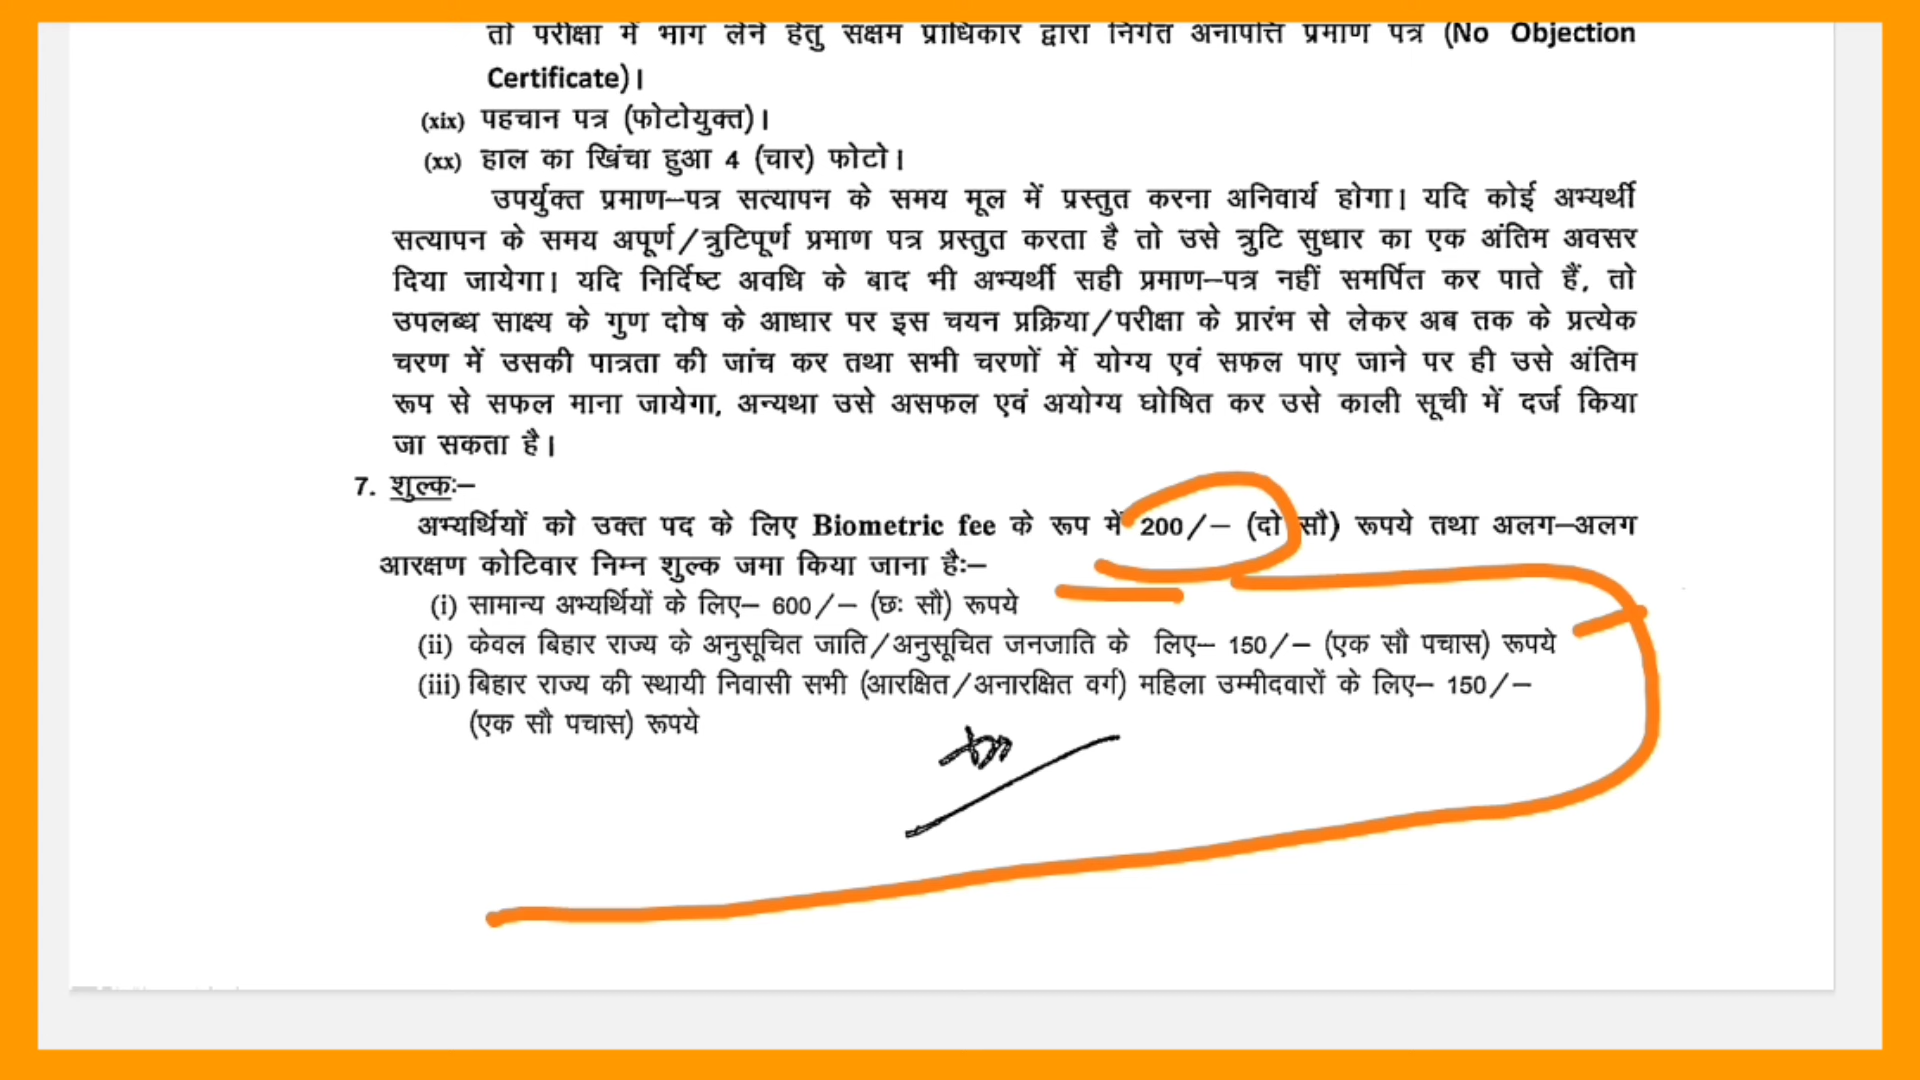 तो परीक्षा में भाग लेने हेतु सक्षम प्राधिकार द्वारा निर्गत अनापत्ति प्रमाण पत्र (No Objection
Certificate)।
(xix) पहचान पत्र (फोटोयुक्त)।
(xx) हाल का खिंचा हुआ 4 (चार) फोटो।
उपर्युक्त प्रमाण–पत्र सत्यापन के समय मूल में प्रस्तुत करना अनिवार्य होगा। यदि कोई अभ्यर्थी
सत्यापन के समय अपूर्ण/त्रुटिपूर्ण प्रमाण पत्र प्रस्तुत करता है तो उसे त्रुटि सुधार का एक अंतिम अवसर
दिया जायेगा। यदि निर्दिष्ट अवधि के बाद भी अभ्यर्थी सही प्रमाण–पत्र नहीं समर्पित कर पाते हैं, तो
उपलब्ध साक्ष्य के गुण दोष के आधार पर इस चयन प्रक्रिया/परीक्षा के प्रारंभ से लेकर अब तक के प्रत्येक
चरण में उसकी पात्रता की जांच कर तथा सभी चरणों में योग्य एवं सफल पाए जाने पर ही उसे अंतिम
रूप से सफल माना जायेगा, अन्यथा उसे असफल एवं अयोग्य घोषित कर उसे काली सूची में दर्ज किया
जा सकता है।
7. शुल्कः–
अभ्यर्थियों को उक्त पद के लिए Biometric fee के रूप में 200/– (दो सौ) रूपये तथा अलग–अलग
आरक्षण कोटिवार निम्न शुल्क जमा किया जाना हैः–
(i) सामान्य अभ्यर्थियों के लिए– 600/– (छः सौ) रूपये
(ii) केवल बिहार राज्य के अनुसूचित जाति/अनुसूचित जनजाति के लिए– 150/– (एक सौ पचास) रूपये
(iii) बिहार राज्य की स्थायी निवासी सभी (आरक्षित/अनारक्षित वर्ग) महिला उम्मीदवारों के लिए– 150/–
(एक सौ पचास) रूपये